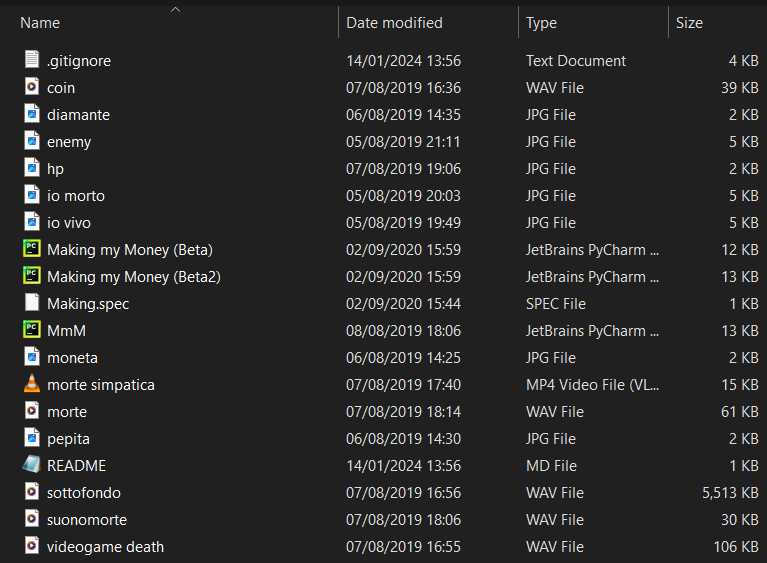 Name Date modified Type Size
.gitignore 14/01/2024 13:56 Text Document 4 KB
coin 07/08/2019 16:36 WAV File 39 KB
diamante 06/08/2019 14:35 JPG File 2 KB
enemy 05/08/2019 21:11 JPG File 5 KB
hp 07/08/2019 19:06 JPG File 2 KB
io morto 05/08/2019 20:03 JPG File 5 KB
io vivo 05/08/2019 19:49 JPG File 5 KB
Making my Money (Beta) 02/09/2020 15:59 JetBrains PyCharm ... 12 KB
Making my Money (Beta2) 02/09/2020 15:59 JetBrains PyCharm ... 13 KB
Making.spec 02/09/2020 15:44 SPEC File 1 KB
MmM 08/08/2019 18:06 JetBrains PyCharm ... 13 KB
moneta 06/08/2019 14:25 JPG File 2 KB
morte simpatica 07/08/2019 17:40 MP4 Video File (VL... 15 KB
morte 07/08/2019 18:14 WAV File 61 KB
pepita 06/08/2019 14:30 JPG File 2 KB
README 14/01/2024 13:56 MD File 1 KB
sottofondo 07/08/2019 16:56 WAV File 5,513 KB
suonomorte 07/08/2019 18:06 WAV File 30 KB
videogame death 07/08/2019 16:55 WAV File 106 KB